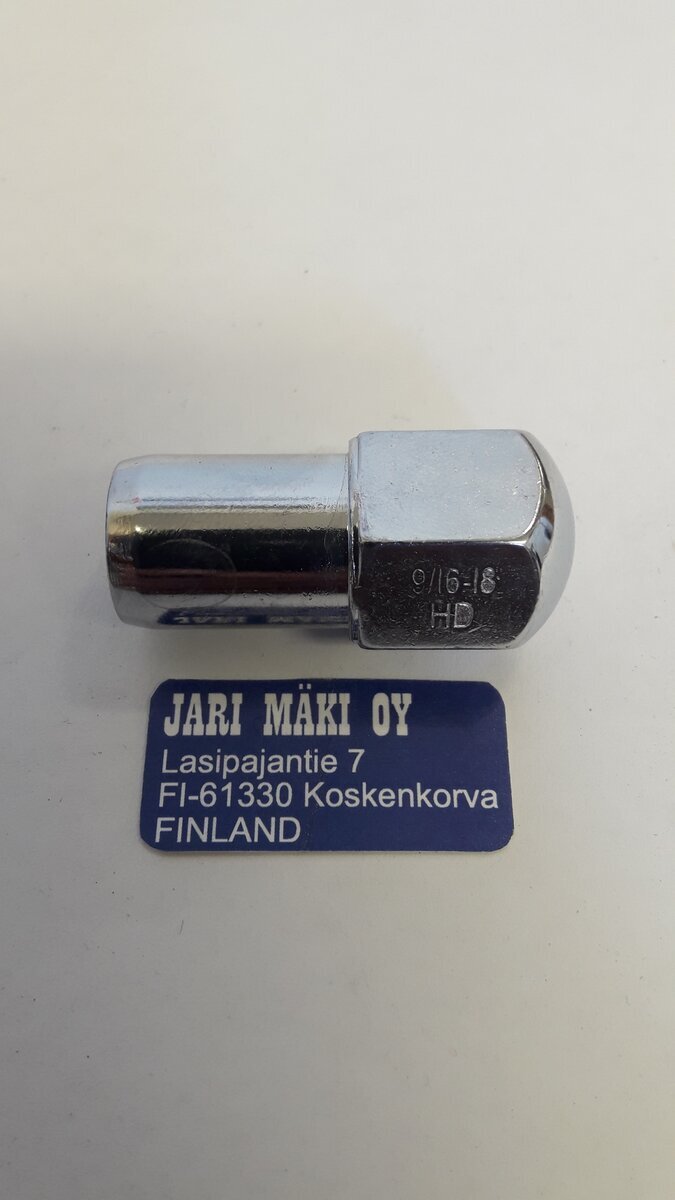 9/16-18
HD
JARI MÄKI OY
Lasipajantie 7
FI-61330 Koskenkorva
FINLAND